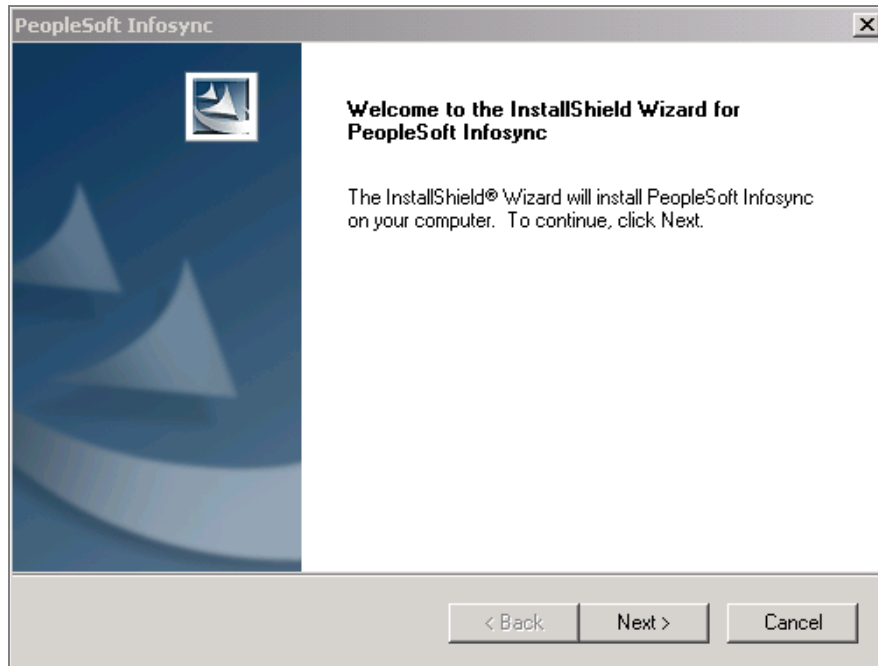 PeopleSoft Infosync
Welcome to the InstallShield Wizard for
PeopleSoft Infosync
The InstallShield® Wizard will install PeopleSoft Infosync
on your computer.  To continue, click Next.
< Back
Next >
Cancel